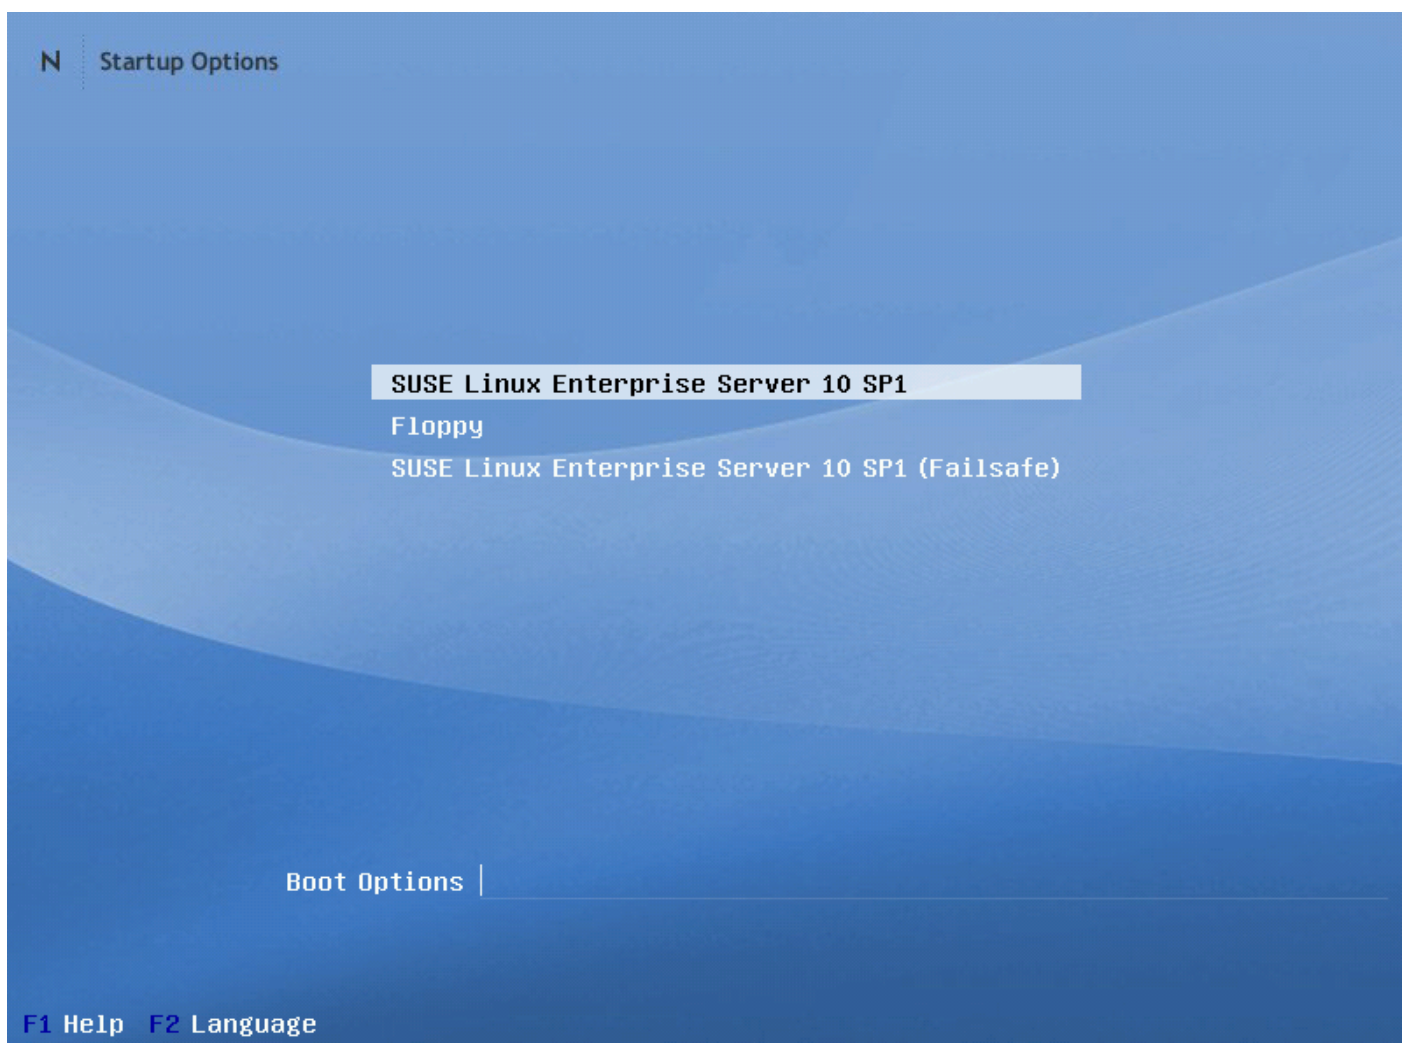 N Startup Options
SUSE Linux Enterprise Server 10 SP1
Floppy
SUSE Linux Enterprise Server 10 SP1 (Failsafe)
Boot Options
F1 Help F2 Language